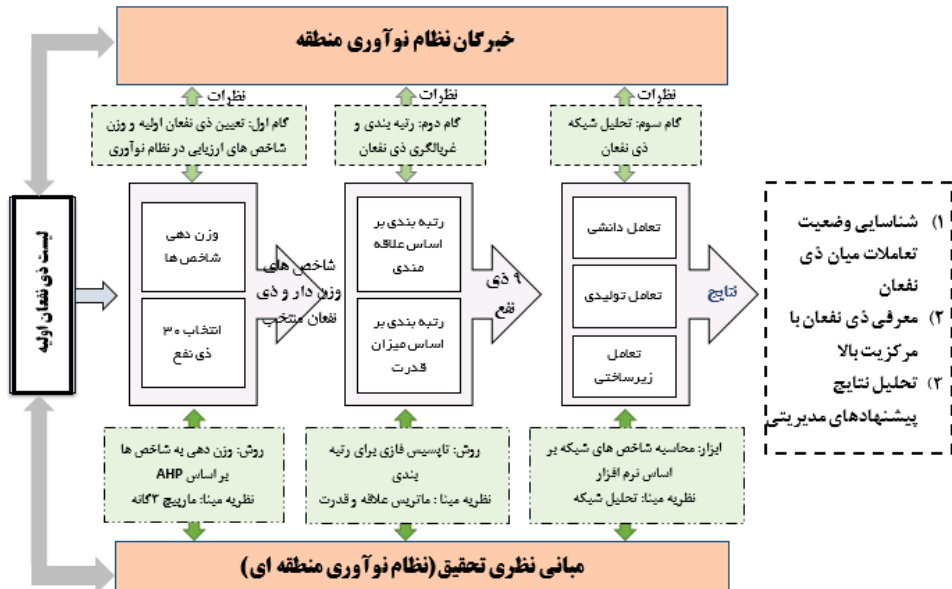 خبرگان نظام نوآوری منطقه
نظرات
نظرات
نظرات
گام اول: تعیین ذی نفعان اولیه و وزن
شاخص های ارزیابی در نظام نوآوری
گام دوم: رتبه بندی و
غربالگری ذی نفعان
گام سوم: تحلیل شبکه
ذی نفعان
لیست ذی نفعان اولیه
وزن دهی
شاخص ها
انتخاب ۳۰
ذی نفع
شاخص های
وزن دار و ذی
نفعان منتخب
رتبه بندی بر
اساس علاقه
مندی
رتبه بندی بر
اساس میزان
قدرت
۹ ذی
نفع
تعامل دانشی
تعامل تولیدی
تعامل
زیرساختی
نتایج
۱) شناسایی وضعیت
تعاملات میان ذی
نفعان
۲) معرفی ذی نفعان با
مرکزیت بالا
۳) تحلیل نتایج
پیشنهادهای مدیریتی
روش: وزن دهی به شاخص ها
بر اساس AHP
نظریه مبنا: مارپیچ ۳گانه
روش: تاپسیس فازی برای رتبه
بندی
نظریه مبنا : ماتریس علاقه و قدرت
ابزار: محاسبه شاخص های شبکه بر
اساس نرم افزار
نظریه مبنا: تحلیل شبکه
مبانی نظری تحقیق(نظام نوآوری منطقه ای)